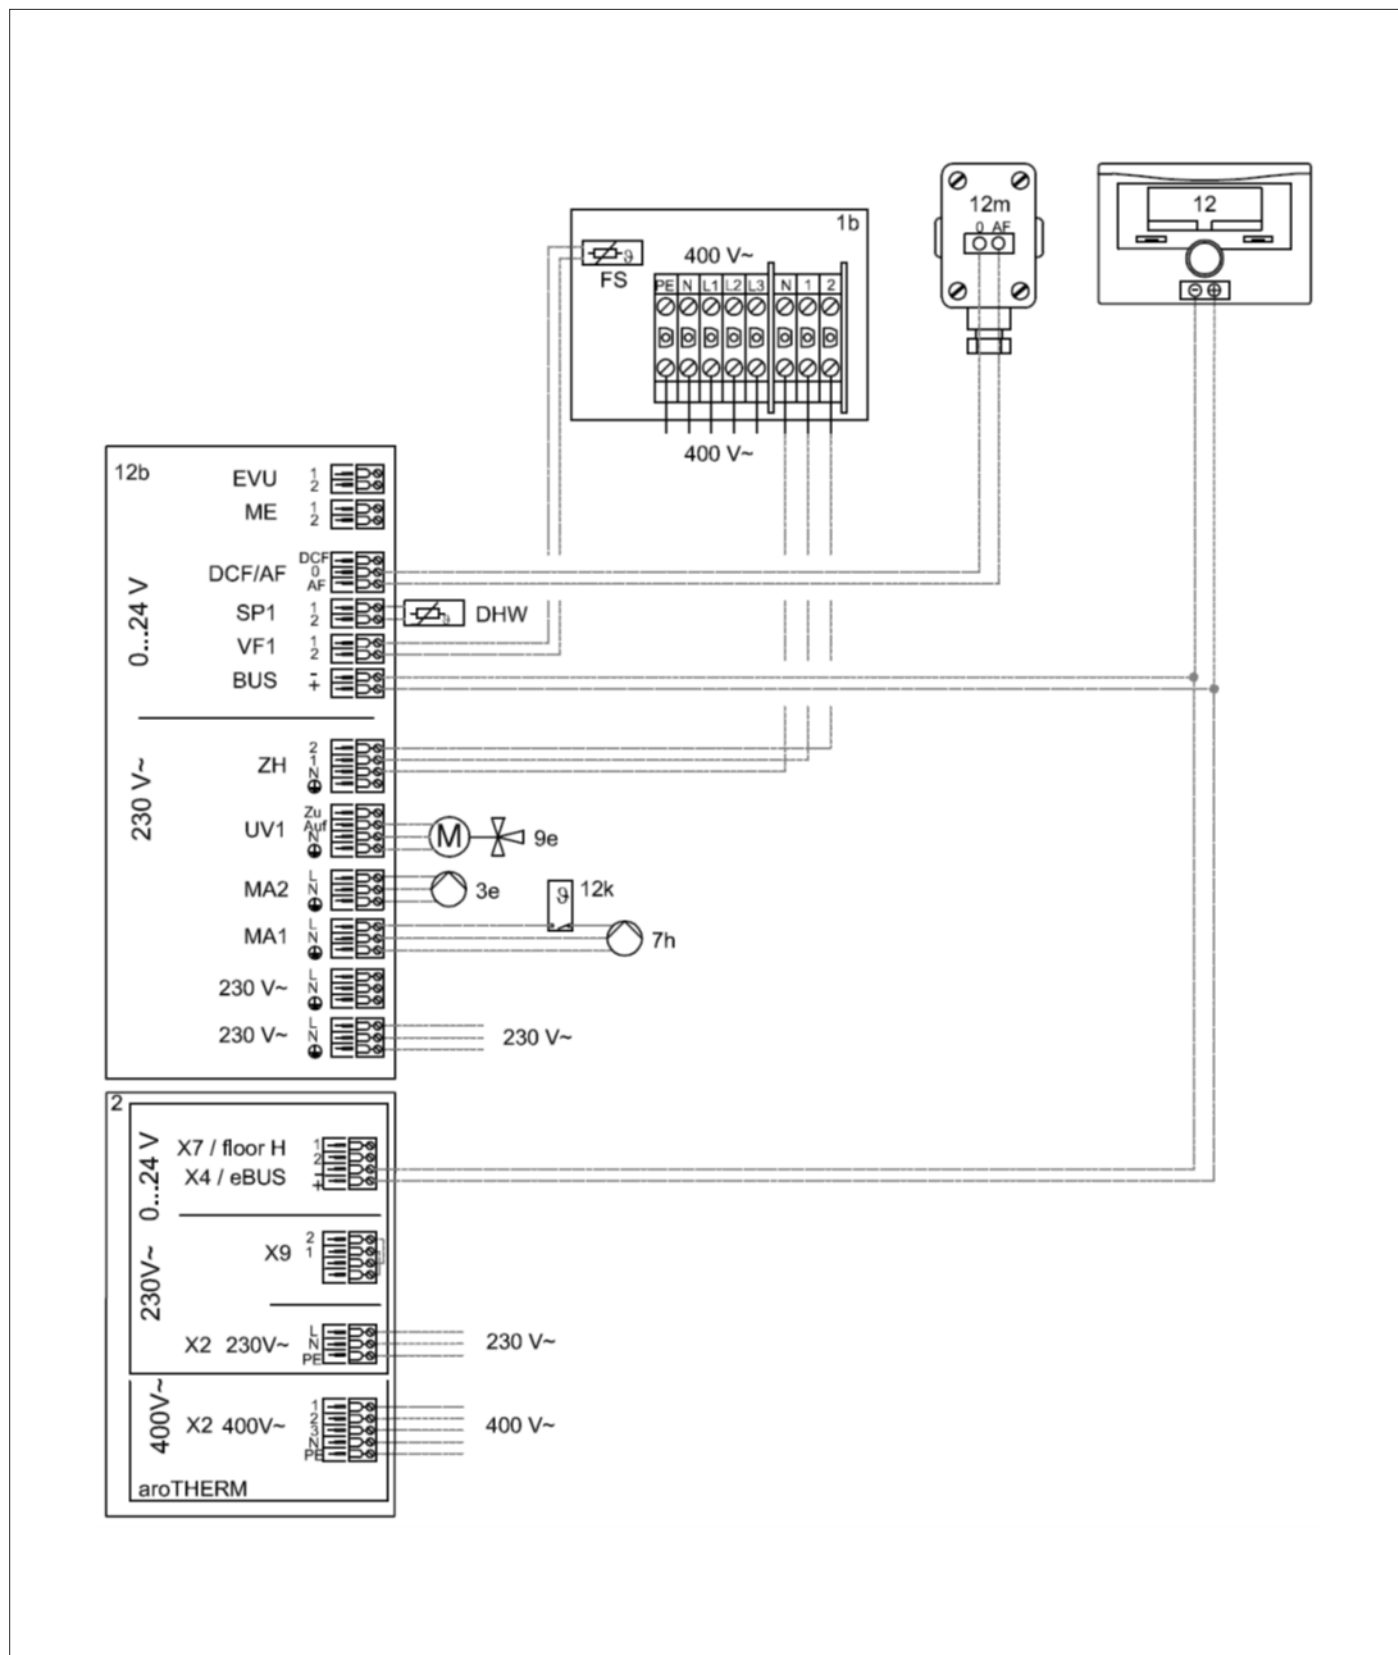 12m
0 AF
12
1b
400 V~
FS
PE N L1 L2 L3 N 1 2
400 V~
12b
EVU 1
2
ME 1
2
0...24 V
DCF
DCF/AF 0
AF
SP1 1
2
DHW
VF1 1
2
BUS -
+
230 V~
2
ZH 1
N
Zu
UV1 Auf
N
M 9e
MA2 L
N
3e
12k
ϑ
MA1 L
N
7h
230 V~ L
N
230 V~ L
N
230 V~
2
0...24 V
X7 / floor H 1
2
X4 / eBUS -
+
230V~
X9 2
1
X2 230V~ L
N
PE
230 V~
400V~
X2 400V~ 1
2
3
N
PE
400 V~
aroTHERM